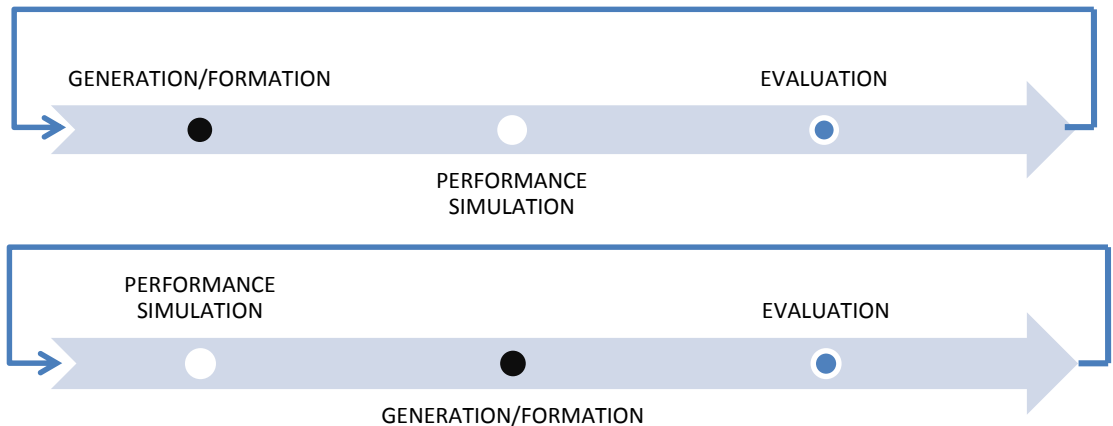 GENERATION/FORMATION
EVALUATION
PERFORMANCE
SIMULATION
PERFORMANCE
SIMULATION
EVALUATION
GENERATION/FORMATION